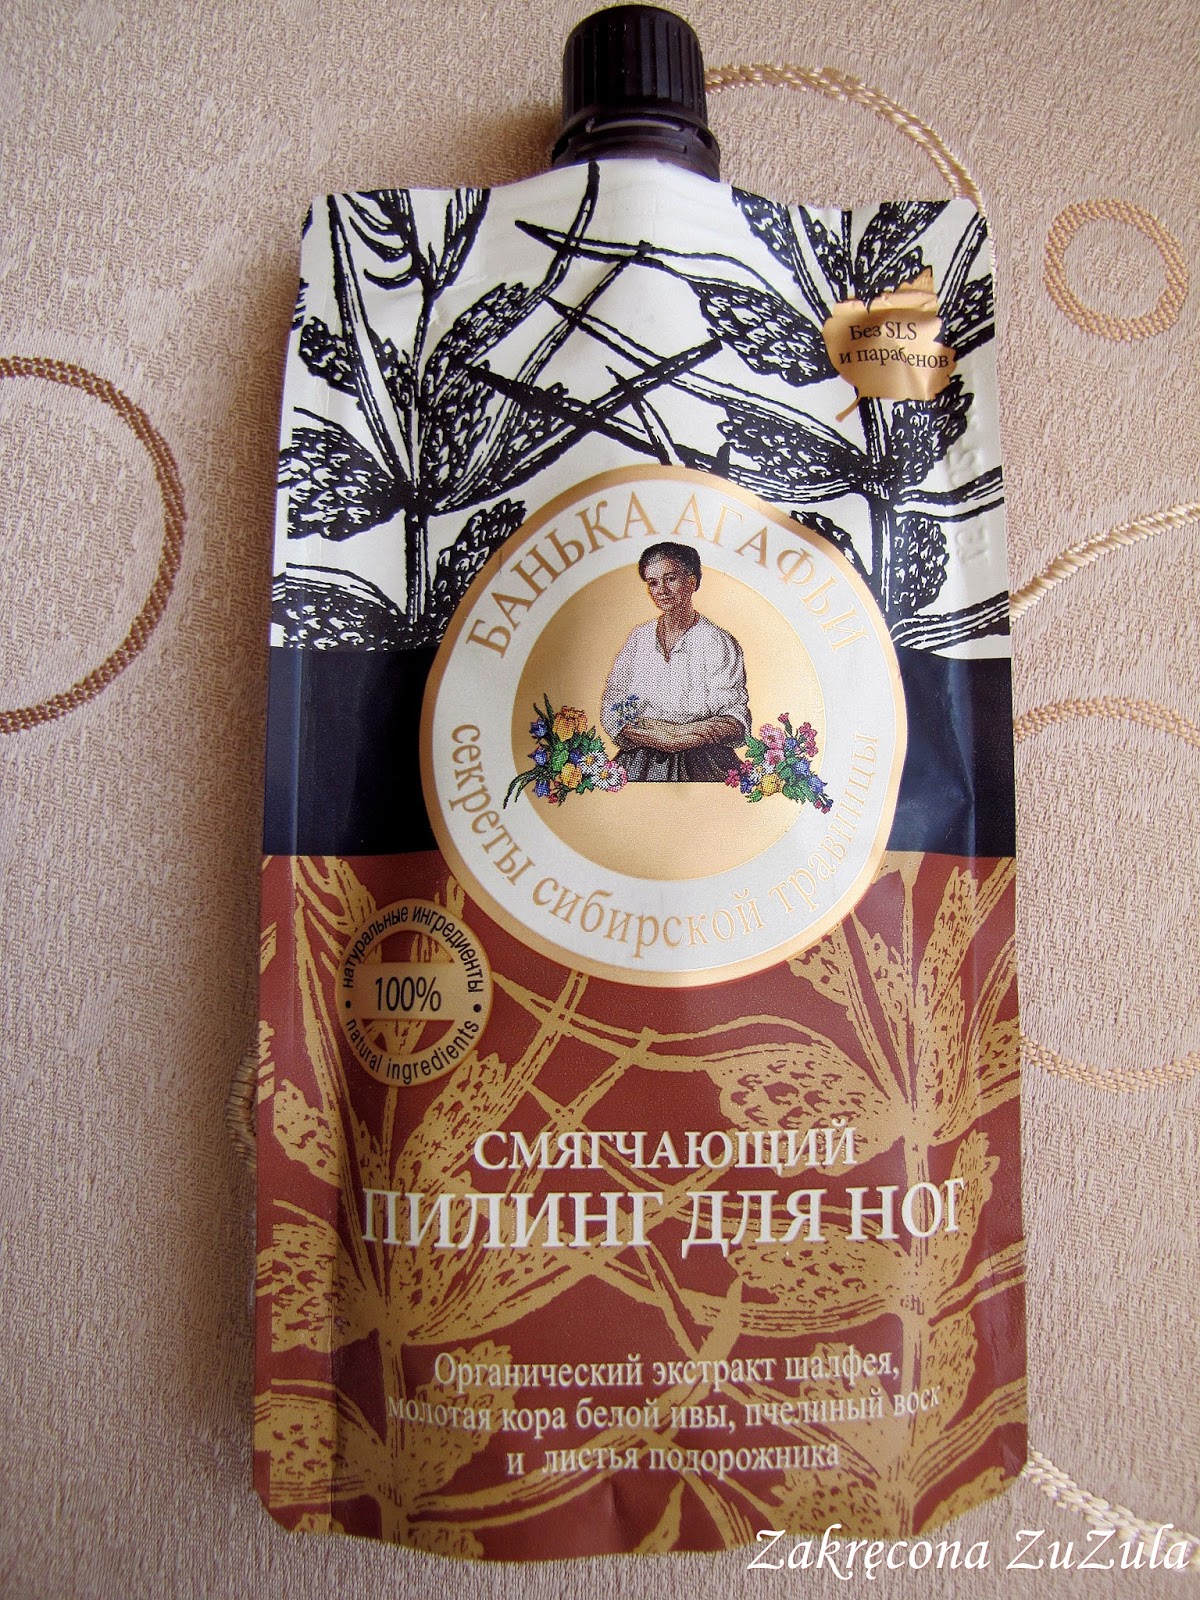 Без SLS
и парабенов
БАНЬКА АГАФЬИ
секреты сибирской травницы
натуральные ингредиенты
100%
natural ingredients
СМЯГЧАЮЩИЙ
ПИЛИНГ ДЛЯ НОГ
Органический экстракт шалфея,
молотая кора белой ивы, пчелиный воск
и листья подорожника
Zakręcona ZuZula